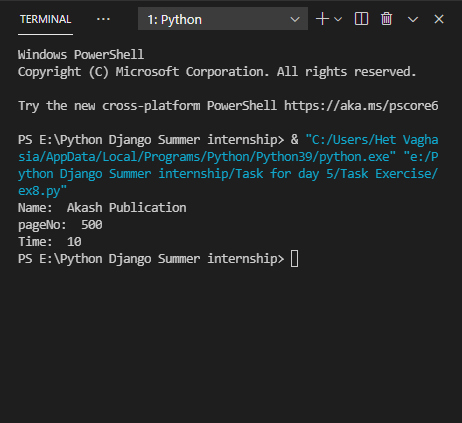 TERMINAL ··· 1: Python
Windows PowerShell
Copyright (C) Microsoft Corporation. All rights reserved.
Try the new cross-platform PowerShell https://aka.ms/pscore6
PS E:\Python Django Summer internship> & "C:/Users/Het Vagha
sia/AppData/Local/Programs/Python/Python39/python.exe" "e:/P
ython Django Summer internship/Task for day 5/Task Exercise/
ex8.py"
Name:  Akash Publication
pageNo:  500
Time:  10
PS E:\Python Django Summer internship>